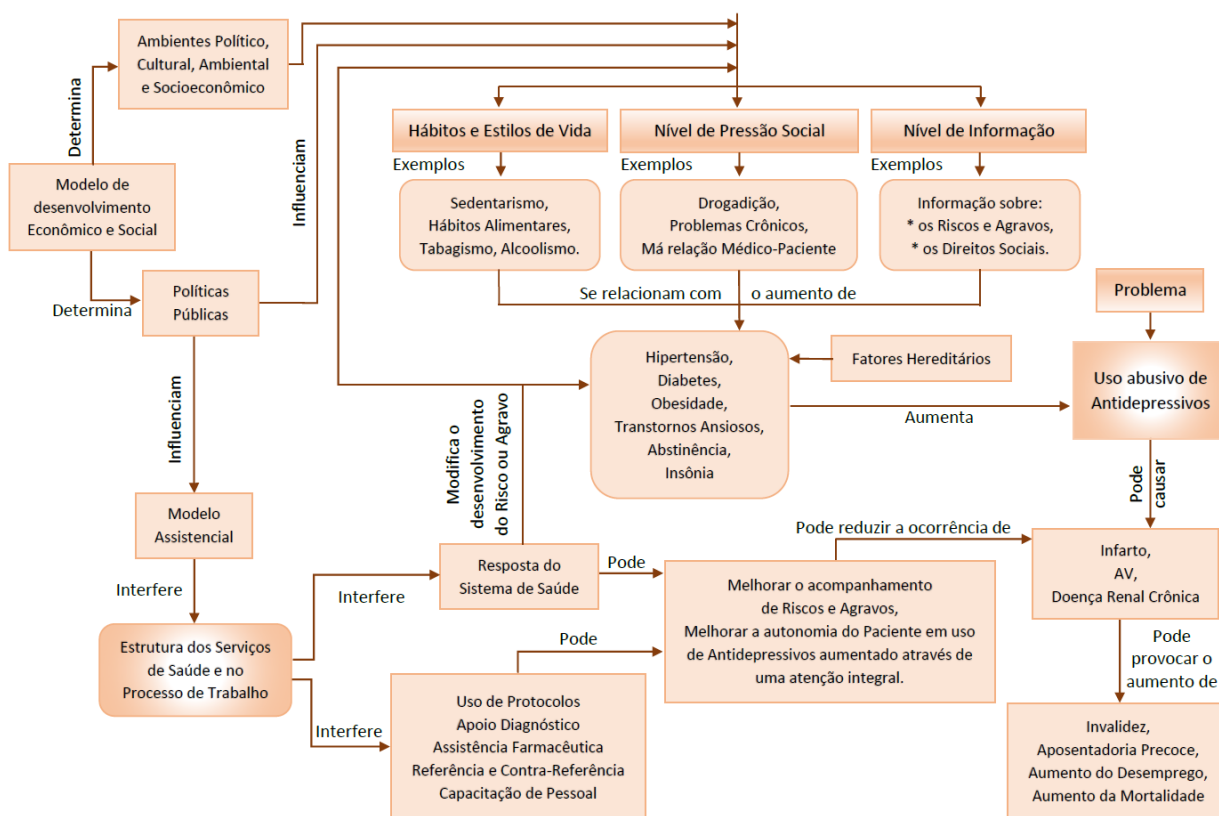 Ambientes Político,
Cultural, Ambiental
e Socioeconômico
Determina
Modelo de
desenvolvimento
Econômico e Social
Determina
Políticas
Públicas
Influenciam
Influenciam
Modelo
Assistencial
Interfere
Estrutura dos Serviços
de Saúde e no
Processo de Trabalho
Interfere
Interfere
Hábitos e Estilos de Vida
Exemplos
Sedentarismo,
Hábitos Alimentares,
Tabagismo, Alcoolismo.
Nível de Pressão Social
Exemplos
Drogadição,
Problemas Crônicos,
Má relação Médico-Paciente
Nível de Informação
Exemplos
Informação sobre:
* os Riscos e Agravos,
* os Direitos Sociais.
Se relacionam com o aumento de
Hipertensão,
Diabetes,
Obesidade,
Transtornos Ansiosos,
Abstinência,
Insônia
Fatores Hereditários
Aumenta
Problema
Uso abusivo de
Antidepressivos
Pode
causar
Modifica o
desenvolvimento
do Risco ou Agravo
Resposta do
Sistema de Saúde
Pode
Uso de Protocolos
Apoio Diagnóstico
Assistência Farmacêutica
Referência e Contra-Referência
Capacitação de Pessoal
Pode
Melhorar o acompanhamento
de Riscos e Agravos,
Melhorar a autonomia do Paciente em uso
de Antidepressivos aumentado através de
uma atenção integral.
Pode reduzir a ocorrência de
Infarto,
AV,
Doença Renal Crônica
Pode
provocar o
aumento de
Invalidez,
Aposentadoria Precoce,
Aumento do Desemprego,
Aumento da Mortalidade